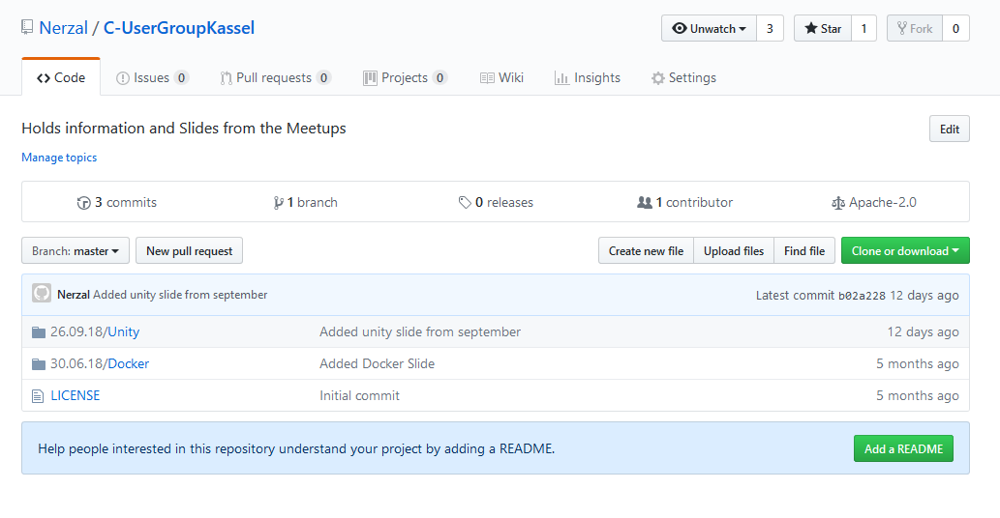 Nerzal / C-UserGroupKassel Unwatch 3 Star 1 Fork 0
Code Issues 0 Pull requests 0 Projects 0 Wiki Insights Settings
Holds information and Slides from the Meetups Edit
Manage topics
3 commits 1 branch 0 releases 1 contributor Apache-2.0
Branch: master New pull request Create new file Upload files Find file Clone or download
Nerzal Added unity slide from september Latest commit b02a228 12 days ago
26.09.18/Unity Added unity slide from september 12 days ago
30.06.18/Docker Added Docker Slide 5 months ago
LICENSE Initial commit 5 months ago
Help people interested in this repository understand your project by adding a README. Add a README